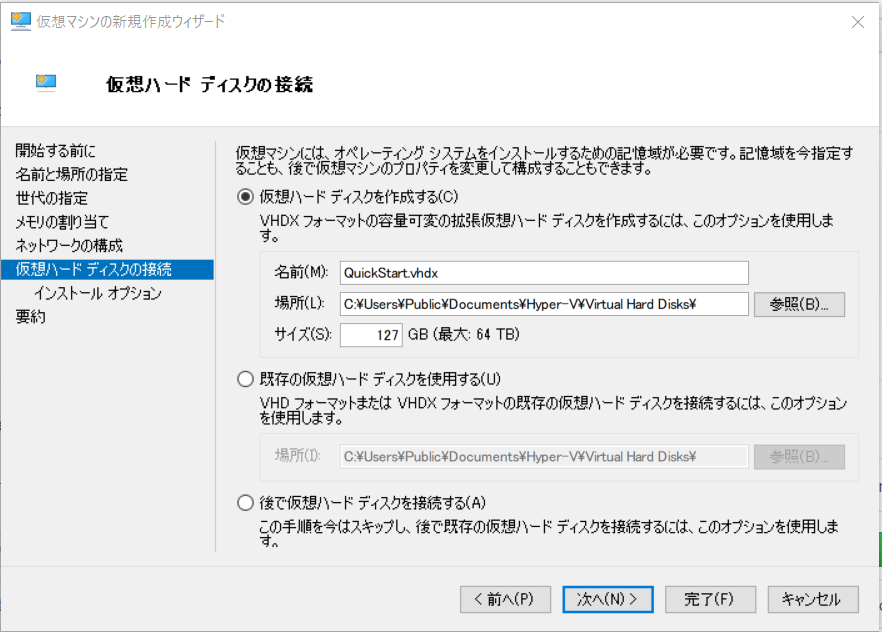 仮想マシンの新規作成ウィザード
仮想ハード ディスクの接続
開始する前に
名前と場所の指定
世代の指定
メモリの割り当て
ネットワークの構成
仮想ハード ディスクの接続
インストール オプション
要約
仮想マシンには、オペレーティング システムをインストールするための記憶域が必要です。記憶域を今指定す
ることも、後で仮想マシンのプロパティを変更して構成することもできます。
仮想ハード ディスクを作成する(C)
VHDX フォーマットの容量可変の拡張仮想ハード ディスクを作成するには、このオプションを使用しま
す。
名前(M): QuickStart.vhdx
場所(L): C:¥Users¥Public¥Documents¥Hyper-V¥Virtual Hard Disks¥ 参照(B)...
サイズ(S): 127 GB (最大: 64 TB)
既存の仮想ハード ディスクを使用する(U)
VHD フォーマットまたは VHDX フォーマットの既存の仮想ハード ディスクを接続するには、このオプション
を使用します。
場所(I): C:¥Users¥Public¥Documents¥Hyper-V¥Virtual Hard Disks¥ 参照(B)...
後で仮想ハード ディスクを接続する(A)
この手順を今はスキップし、後で既存の仮想ハード ディスクを接続するには、このオプションを使用しま
す。
< 前へ(P) 次へ(N) > 完了(F) キャンセル